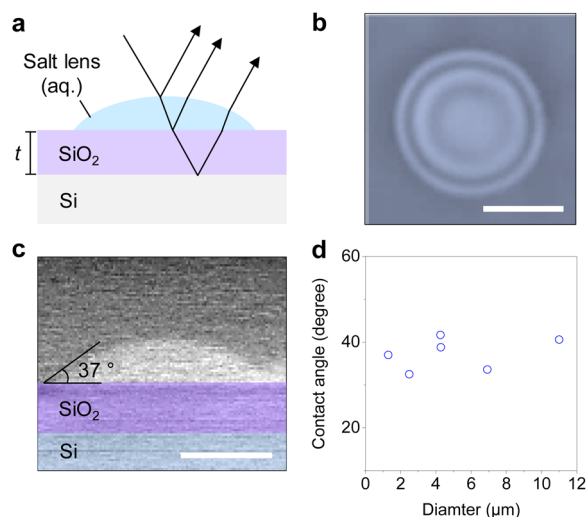 a
Salt lens
(aq.)
t
SiO₂
Si
b
c
37 °
SiO₂
Si
d
Contact angle (degree)
60
40
20
0 2 4 6 8 10 12
Diamter (µm)